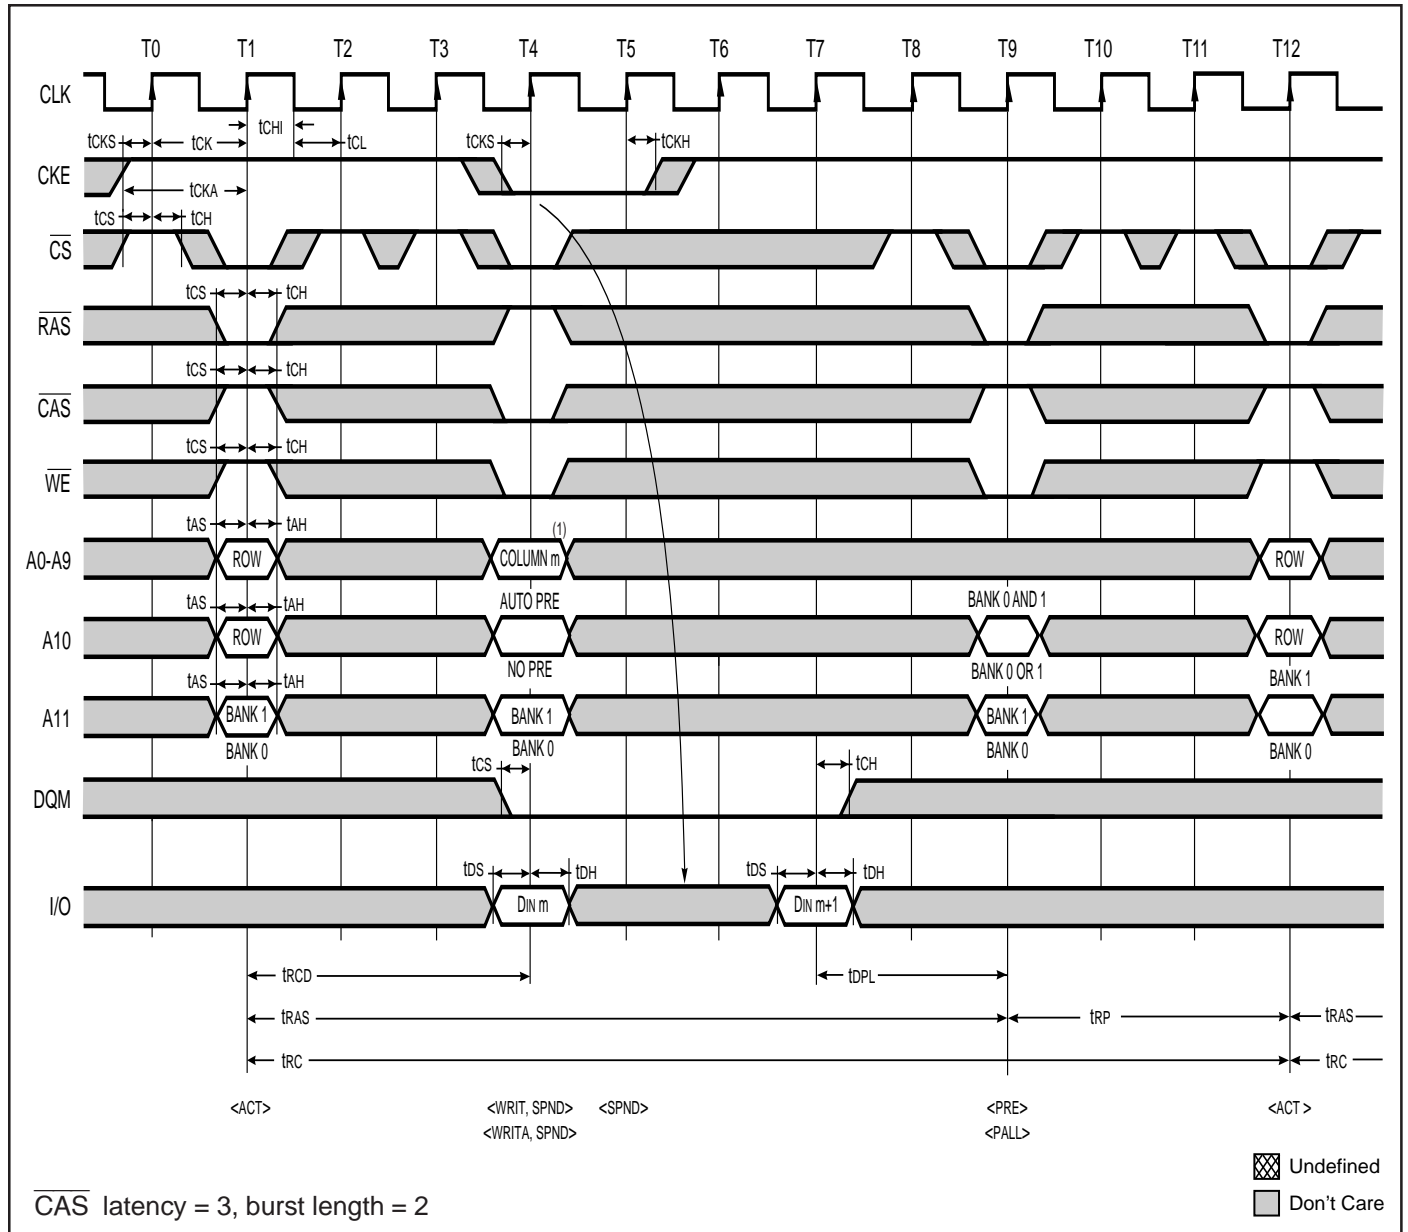 T0 T1 T2 T3 T4 T5 T6 T7 T8 T9 T10 T11 T12
CLK
tCHI
tCKS tCK tCL tCKS tCKH
CKE
tCKA
tCS tCH
CS
tCS tCH
RAS
tCS tCH
CAS
tCS tCH
WE
tAS tAH (1)
A0-A9 ROW COLUMN m ROW
tAS tAH AUTO PRE BANK 0 AND 1
A10 ROW ROW
NO PRE BANK 0 OR 1 BANK 1
tAS tAH
A11 BANK 1 BANK 1 BANK 1
BANK 0 BANK 0 BANK 0 BANK 0
tCS tCH
DQM
tDS tDH tDS tDH
I/O DIN m DIN m+1
tRCD tDPL
tRAS tRP tRAS
tRC tRC
<ACT> <WRIT, SPND> <SPND> <PRE> <ACT >
<WRITA, SPND> <PALL>
Undefined
CAS latency = 3, burst length = 2 Don't Care